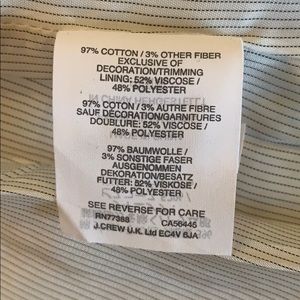 97% COTTON / 3% OTHER FIBER
EXCLUSIVE OF
DECORATION/TRIMMING
LINING: 52% VISCOSE /
48% POLYESTER
97% COTON / 3% AUTRE FIBRE
SAUF DÉCORATION/GARNITURES
DOUBLURE: 52% VISCOSE /
48% POLYESTER
97% BAUMWOLLE /
3% SONSTIGE FASER
AUSGENOMMEN
DEKORATION/BESATZ
FUTTER: 52% VISKOSE /
48% POLYESTER
SEE REVERSE FOR CARE
RN77388 CA56445
J.CREW U.K. Ltd EC4V 6JA